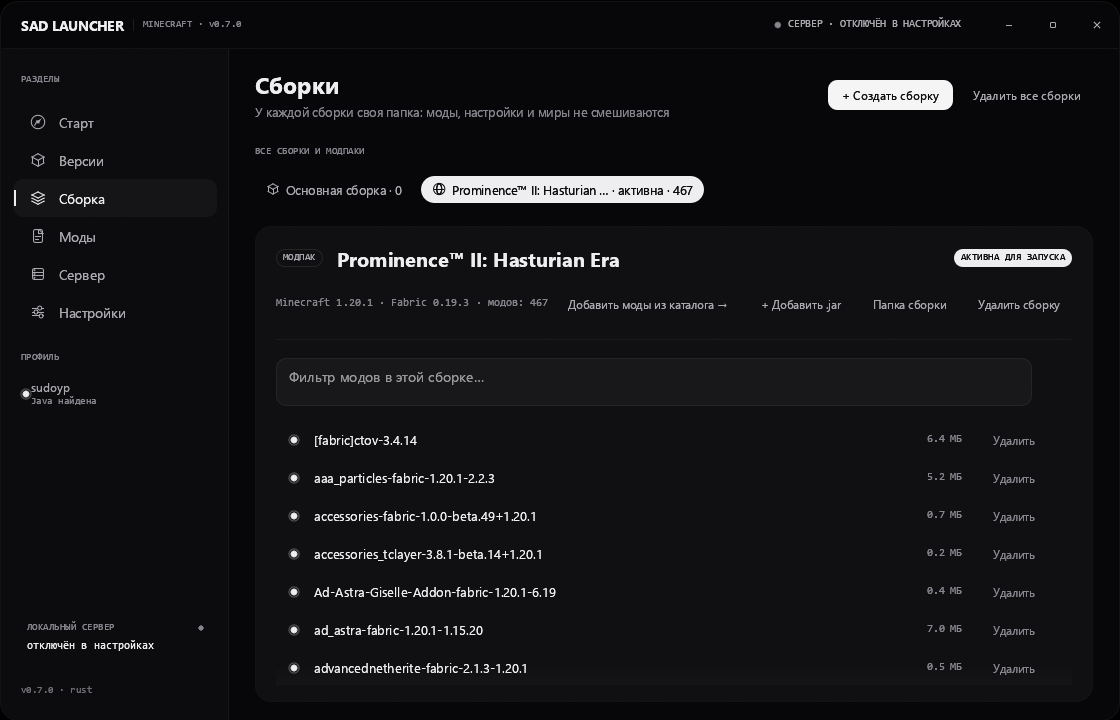 SAD LAUNCHER
MINECRAFT · v0.7.0
СЕРВЕР · ОТКЛЮЧЁН В НАСТРОЙКАХ
РАЗДЕЛЫ
Старт
Версии
Сборка
Моды
Сервер
Настройки
ПРОФИЛЬ
sudoyp
Java найдена
ЛОКАЛЬНЫЙ СЕРВЕР
отключён в настройках
v0.7.0 · rust
Сборки
У каждой сборки своя папка: моды, настройки и миры не смешиваются
+ Создать сборку
Удалить все сборки
ВСЕ СБОРКИ И МОДПАКИ
Основная сборка · 0
Prominence™ II: Hasturian ... · активна · 467
МОДПАК
Prominence™ II: Hasturian Era
АКТИВНА ДЛЯ ЗАПУСКА
Minecraft 1.20.1 · Fabric 0.19.3 · модов: 467
Добавить моды из каталога →
+ Добавить .jar
Папка сборки
Удалить сборку
Фильтр модов в этой сборке...
[fabric]ctov-3.4.14 6.4 МБ Удалить
aaa_particles-fabric-1.20.1-2.2.3 5.2 МБ Удалить
accessories-fabric-1.0.0-beta.49+1.20.1 0.7 МБ Удалить
accessories_tclayer-3.8.1-beta.14+1.20.1 0.2 МБ Удалить
Ad-Astra-Giselle-Addon-fabric-1.20.1-6.19 0.4 МБ Удалить
ad_astra-fabric-1.20.1-1.15.20 7.0 МБ Удалить
advancednetherite-fabric-2.1.3-1.20.1 0.5 МБ Удалить